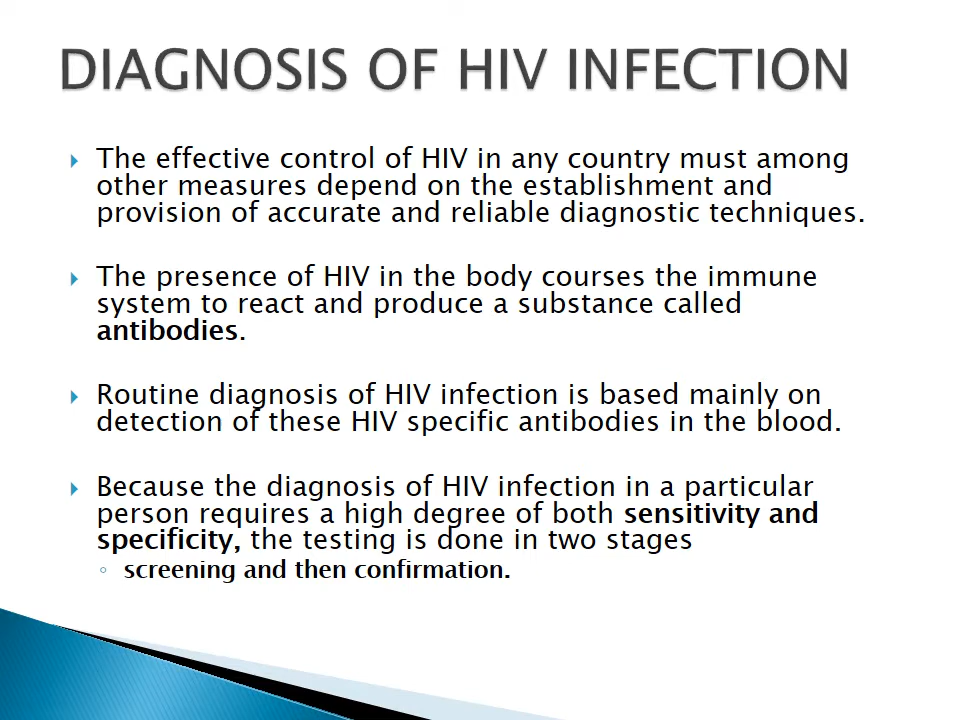 DIAGNOSIS OF HIV INFECTION
The effective control of HIV in any country must among
other measures depend on the establishment and
provision of accurate and reliable diagnostic techniques.
The presence of HIV in the body courses the immune
system to react and produce a substance called
antibodies.
Routine diagnosis of HIV infection is based mainly on
detection of these HIV specific antibodies in the blood.
Because the diagnosis of HIV infection in a particular
person requires a high degree of both sensitivity and
specificity, the testing is done in two stages
screening and then confirmation.